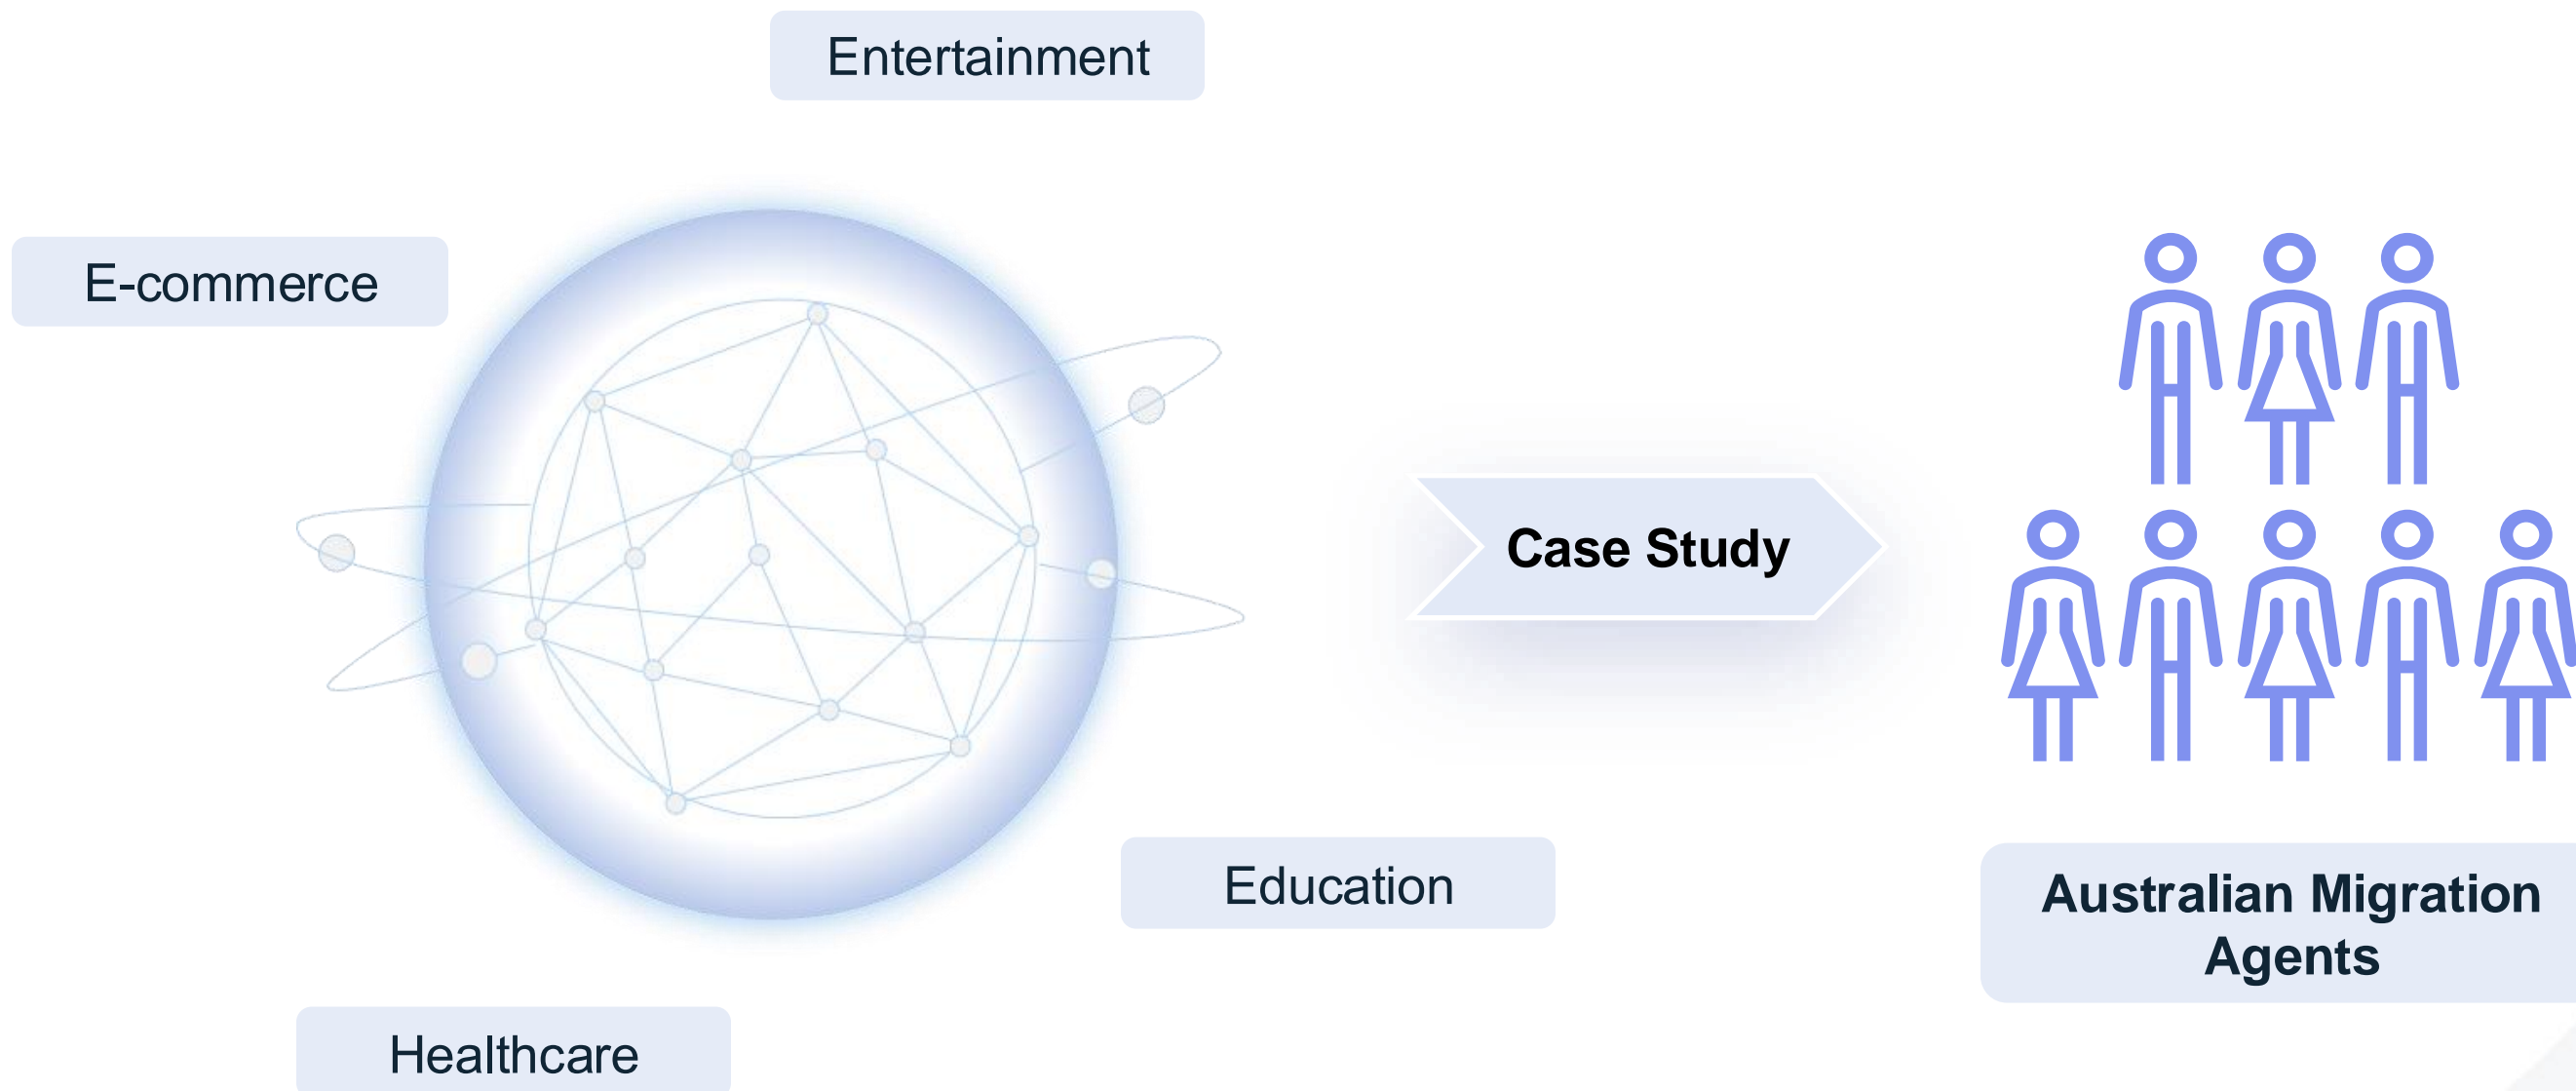 Entertainment
E-commerce
Case Study
Education
Australian Migration
Agents
Healthcare